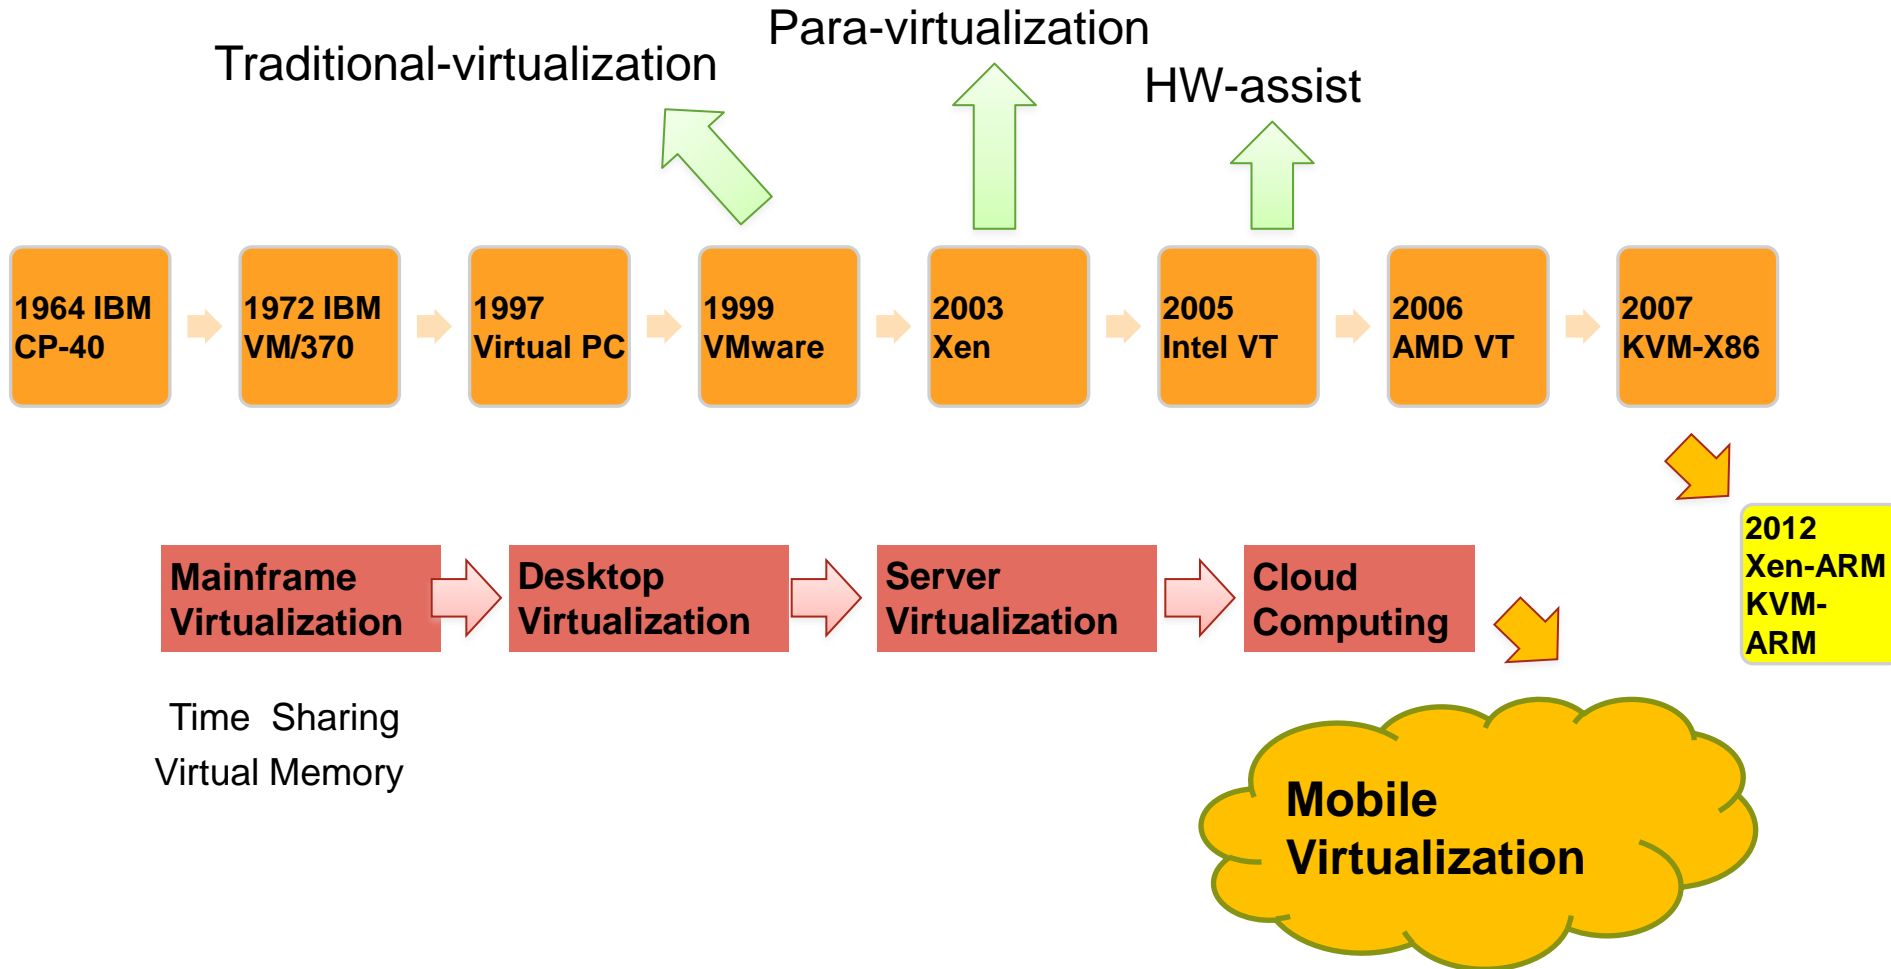 Para-virtualization
Traditional-virtualization
HW-assist
1964 IBM
CP-40
1972 IBM
VM/370
1997
Virtual PC
1999
VMware
2003
Xen
2005
Intel VT
2006
AMD VT
2007
KVM-X86
2012
Xen-ARM
KVM-
ARM
Mainframe
Virtualization
Desktop
Virtualization
Server
Virtualization
Cloud
Computing
Time Sharing
Virtual Memory
Mobile
Virtualization